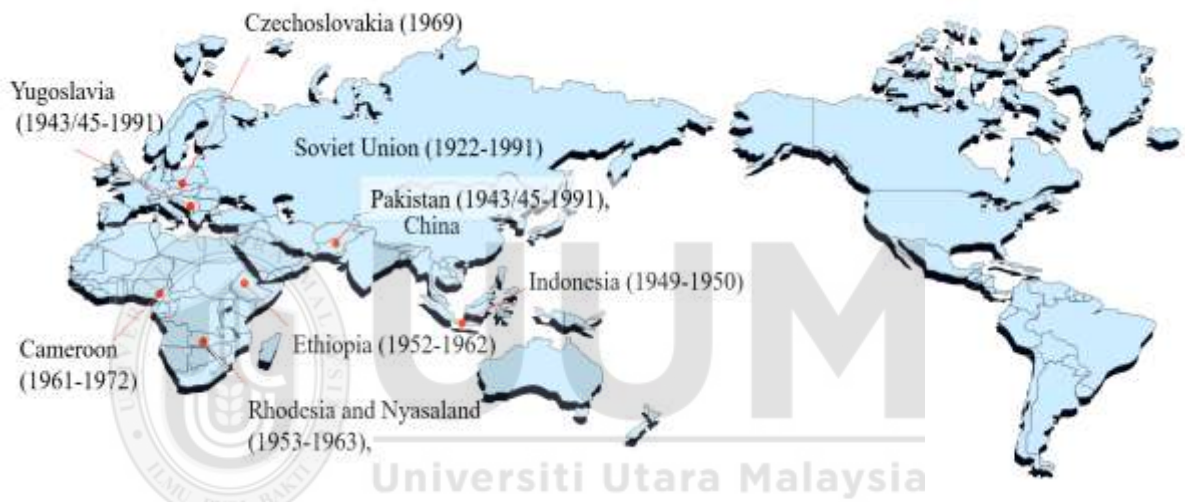 Czechoslovakia (1969)
Yugoslavia
(1943/45-1991)
Soviet Union (1922-1991)
Pakistan (1943/45-1991),
China
Indonesia (1949-1950)
Cameroon
(1961-1972)
Ethiopia (1952-1962)
Rhodesia and Nyasaland
(1953-1963),
UUM
Universiti Utara Malaysia